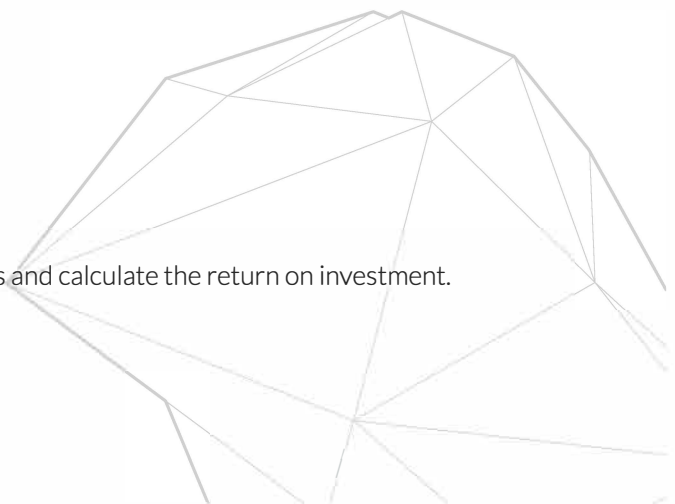 s and calculate the return on investment.